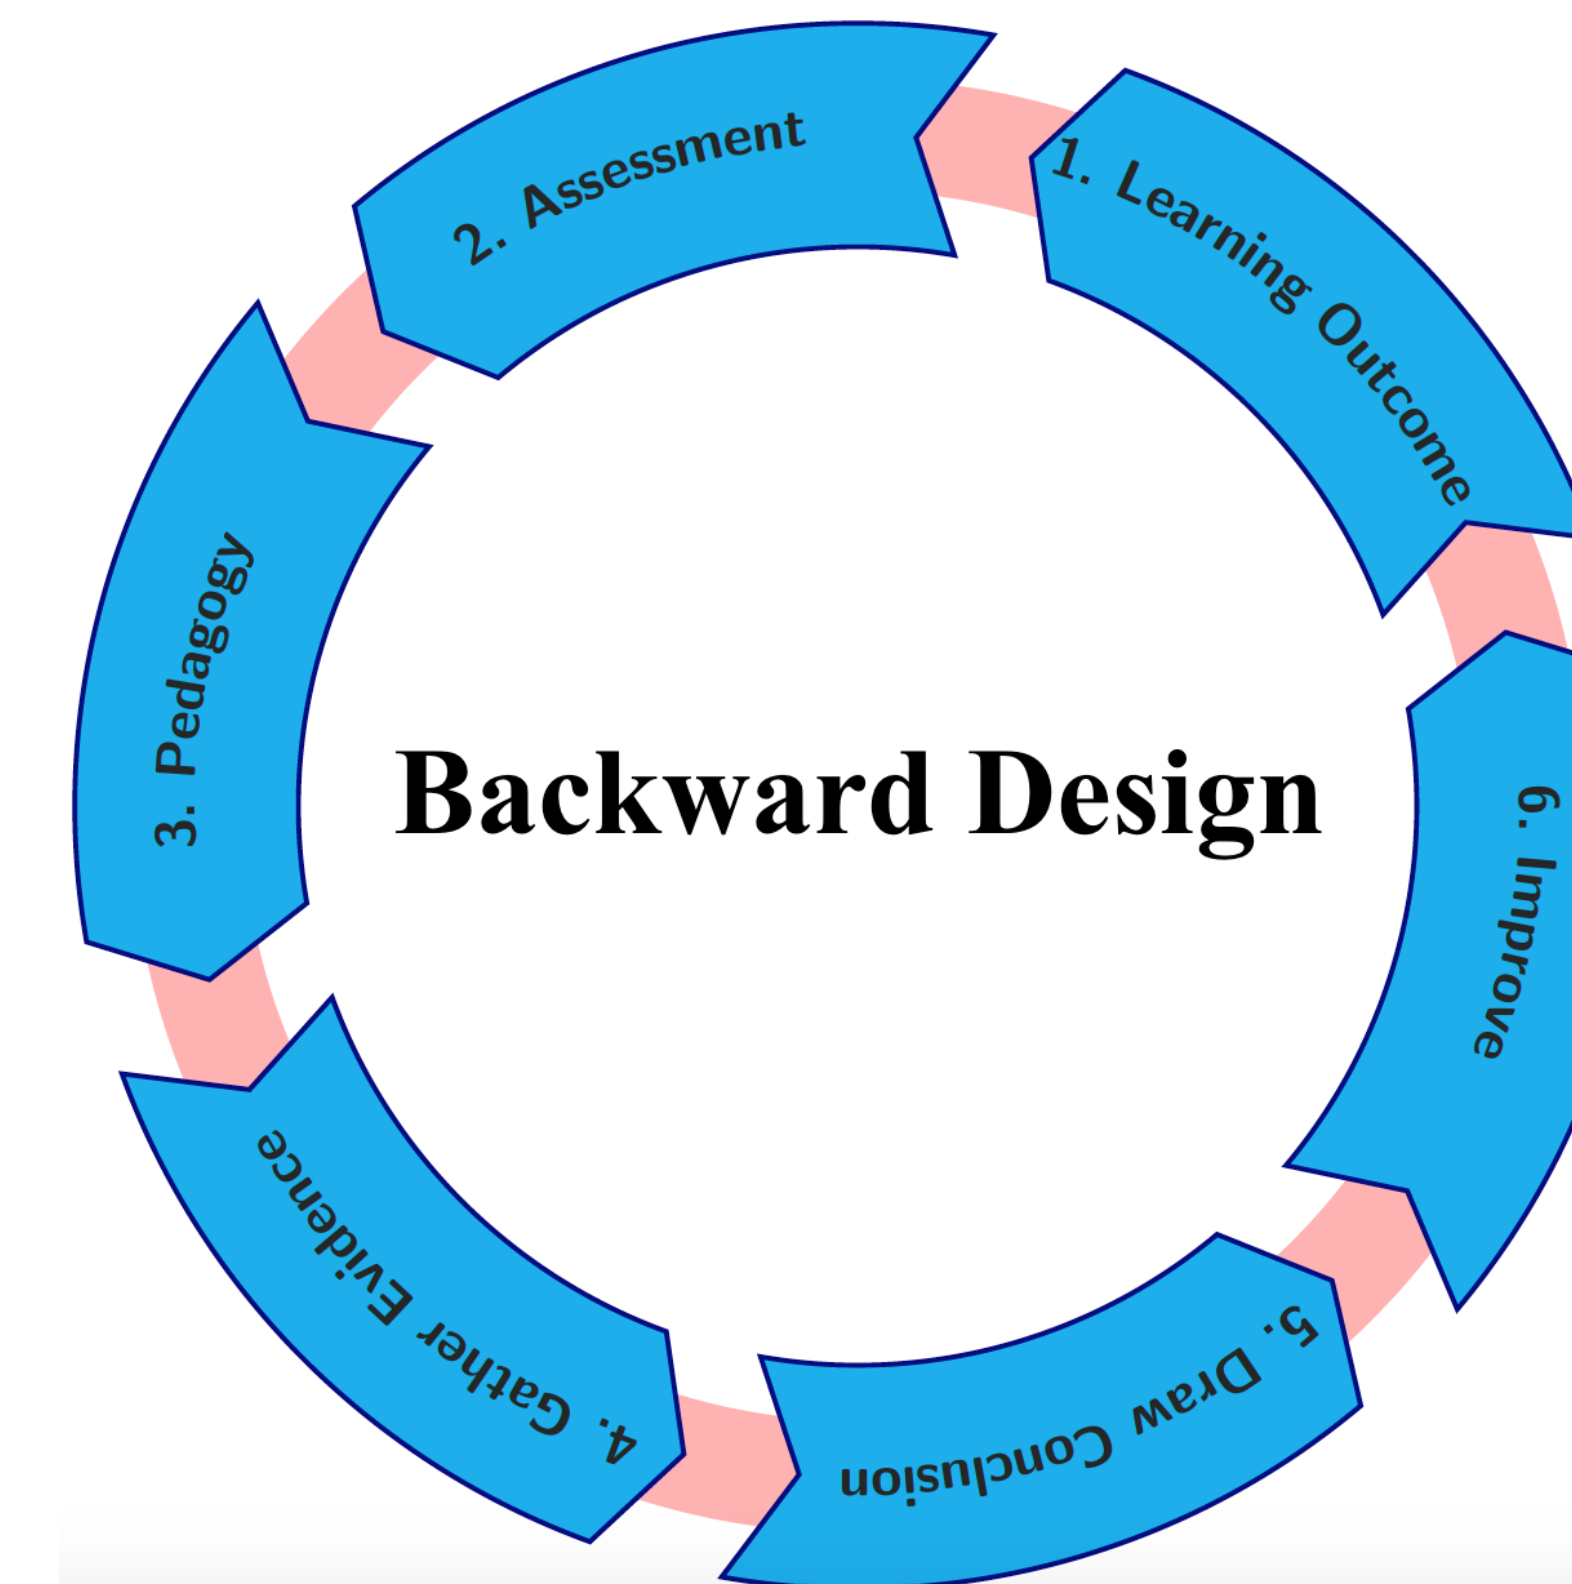 1. Learning Outcome
2. Assessment
3. Pedagogy
4. Gather Evidence
5. Draw Conclusion
6. Improve
Backward Design